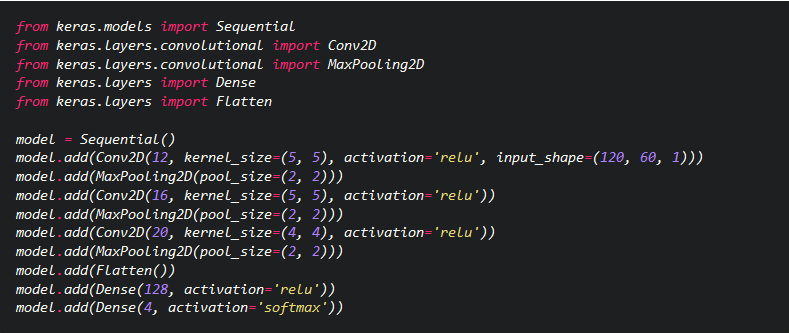 from keras.models import Sequential
from keras.layers.convolutional import Conv2D
from keras.layers.convolutional import MaxPooling2D
from keras.layers import Dense
from keras.layers import Flatten
model = Sequential()
model.add(Conv2D(12, kernel_size=(5, 5), activation='relu', input_shape=(120, 60, 1)))
model.add(MaxPooling2D(pool_size=(2, 2)))
model.add(Conv2D(16, kernel_size=(5, 5), activation='relu'))
model.add(MaxPooling2D(pool_size=(2, 2)))
model.add(Conv2D(20, kernel_size=(4, 4), activation='relu'))
model.add(MaxPooling2D(pool_size=(2, 2)))
model.add(Flatten())
model.add(Dense(128, activation='relu'))
model.add(Dense(4, activation='softmax'))